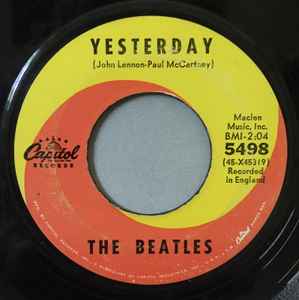 YESTERDAY
(John Lennon-Paul McCartney)
Maclen
Music, Inc.
BMI-2:04
5498
(45-X45319)
Recorded
in England
Capitol
RECORDS
THE BEATLES